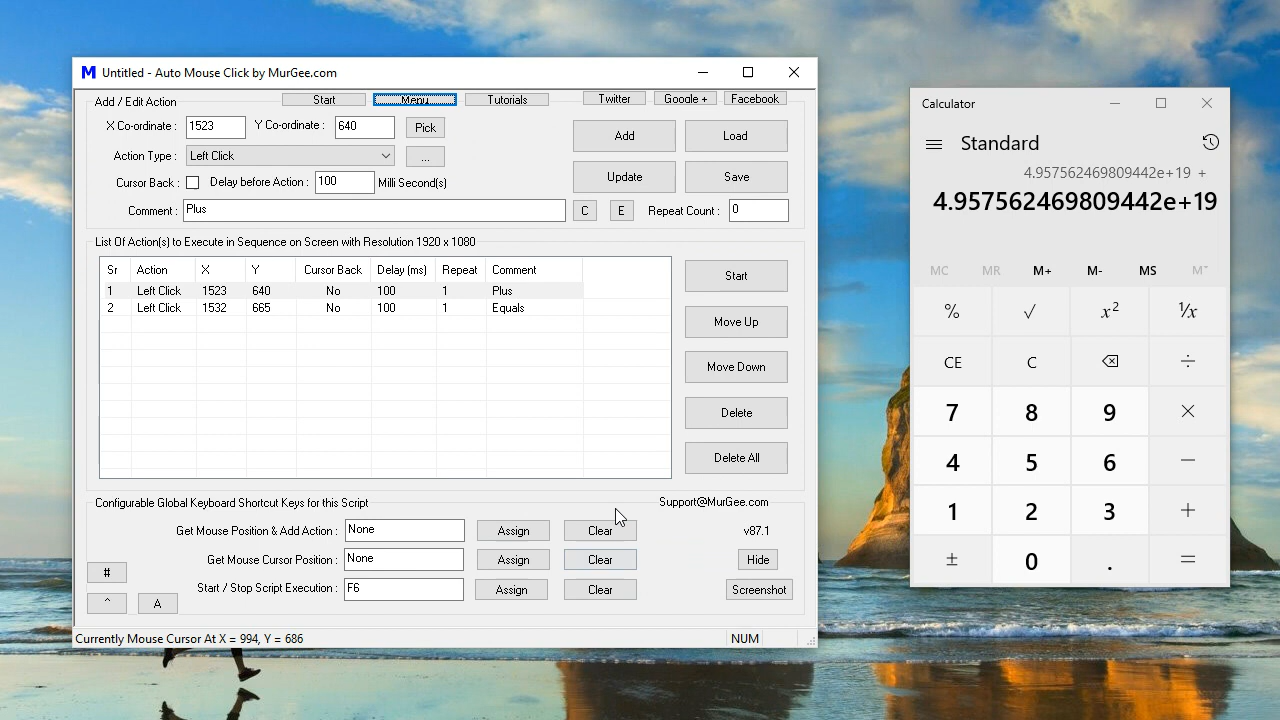 M Untitled - Auto Mouse Click by MurGee.com
Add / Edit Action Start Menu Tutorials Twitter Google + Facebook
X Co-ordinate : 1523 Y Co-ordinate : 640 Pick Add Load
Action Type : Left Click ...
Cursor Back : Delay before Action : 100 Milli Second(s) Update Save
Comment : Plus C E Repeat Count : 0
List Of Action(s) to Execute in Sequence on Screen with Resolution 1920 x 1080
Sr Action X Y Cursor Back Delay (ms) Repeat Comment
1 Left Click 1523 640 No 100 1 Plus
2 Left Click 1532 665 No 100 1 Equals
Start
Move Up
Move Down
Delete
Delete All
Configurable Global Keyboard Shortcut Keys for this Script Support@MurGee.com
Get Mouse Position & Add Action : None Assign Clear v87.1
Get Mouse Cursor Position : None Assign Clear Hide
#
Start / Stop Script Execution : F6 Assign Clear Screenshot
^ A
Currently Mouse Cursor At X = 994, Y = 686 NUM
Calculator
Standard
4.957562469809442e+19 +
4.957562469809442e+19
MC MR M+ M- MS M˅
% √ x² ¹/x
CE C ÷
7 8 9 ×
4 5 6 −
1 2 3 +
± 0 . =